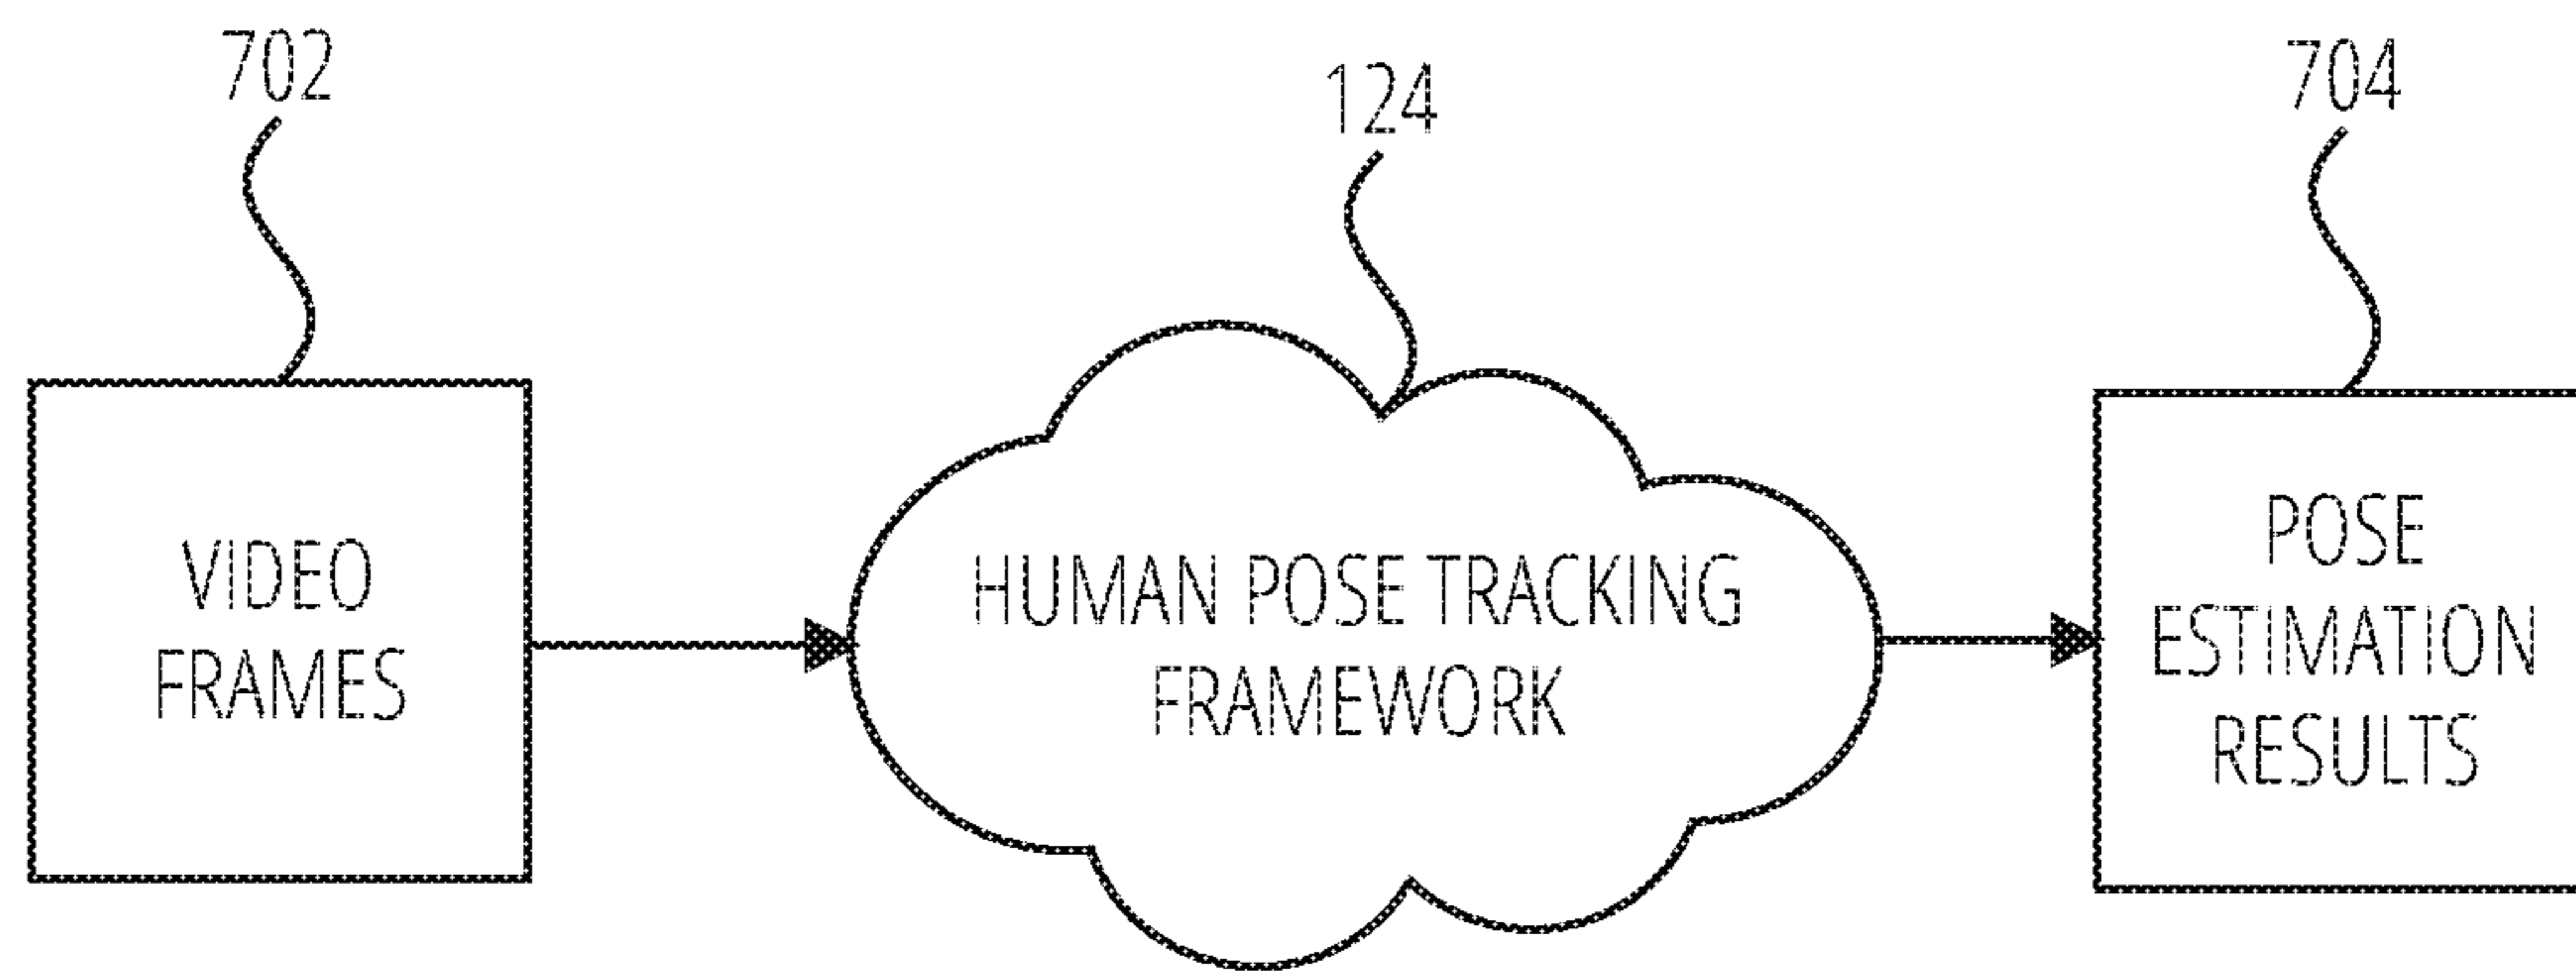 702
124
704
VIDEO
FRAMES
HUMAN POSE TRACKING
FRAMEWORK
POSE
ESTIMATION
RESULTS